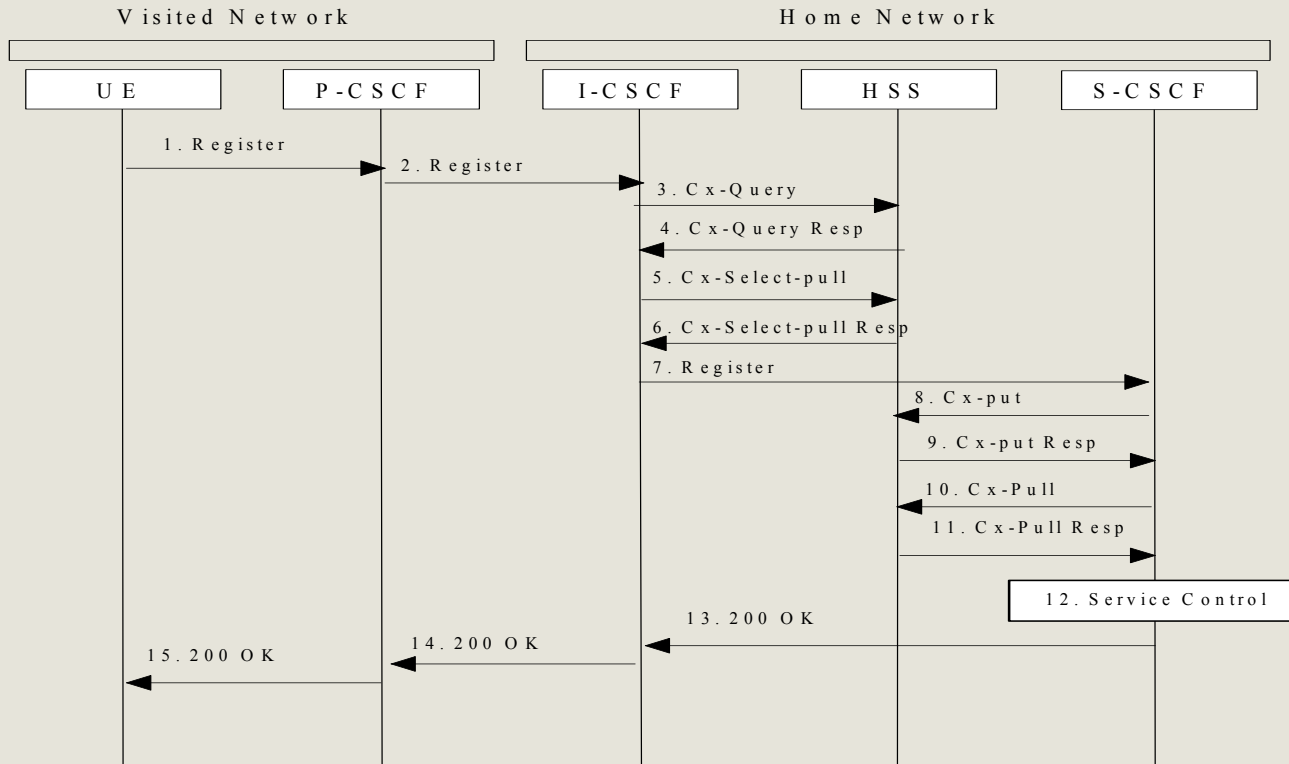 Visited Network
Home Network
UE
P-CSCF
I-CSCF
HSS
S-CSCF
1. Register
2. Register
3. Cx-Query
4. Cx-Query Resp
5. Cx-Select-pull
6. Cx-Select-pull Resp
7. Register
8. Cx-put
9. Cx-put Resp
10. Cx-Pull
11. Cx-Pull Resp
12. Service Control
13.200 OK
14.200 OK
15.200 OK